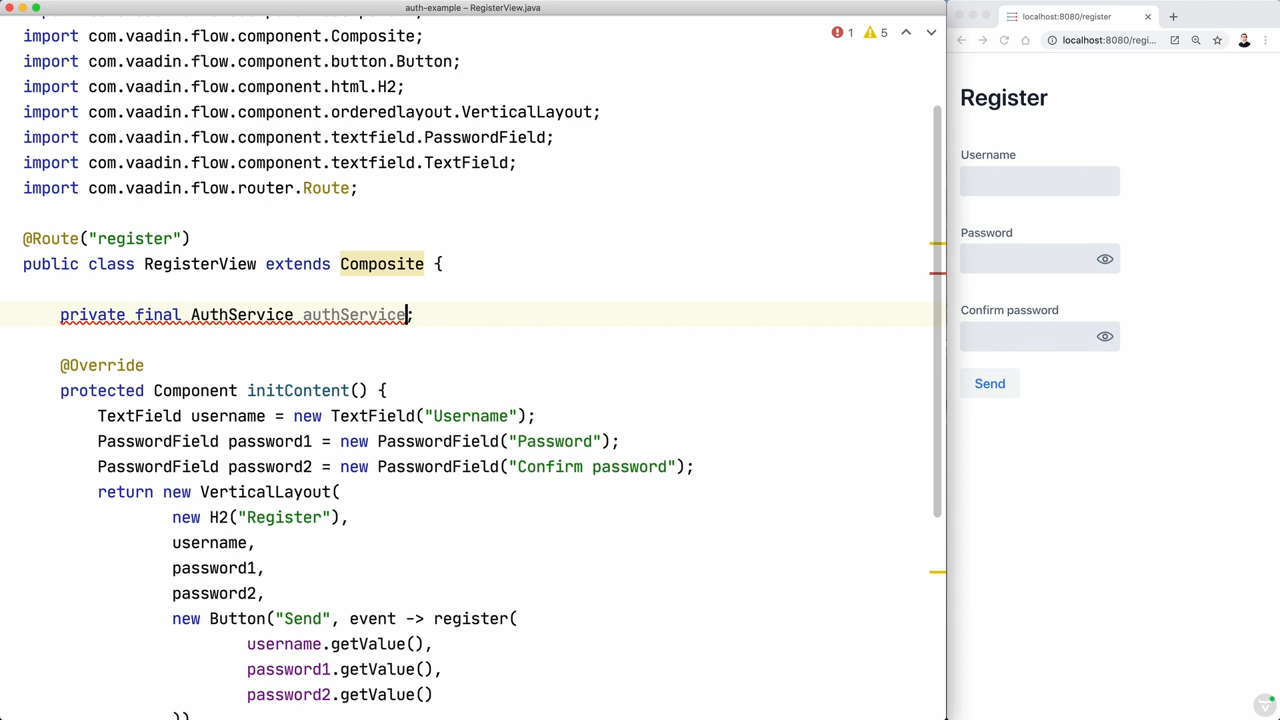 auth-example – RegisterView.java
import com.vaadin.flow.component.Composite;
import com.vaadin.flow.component.button.Button;
import com.vaadin.flow.component.html.H2;
import com.vaadin.flow.component.orderedlayout.VerticalLayout;
import com.vaadin.flow.component.textfield.PasswordField;
import com.vaadin.flow.component.textfield.TextField;
import com.vaadin.flow.router.Route;
1 5
@Route("register")
public class RegisterView extends Composite {
private final AuthService authService;
@Override
protected Component initContent() {
TextField username = new TextField("Username");
PasswordField password1 = new PasswordField("Password");
PasswordField password2 = new PasswordField("Confirm password");
return new VerticalLayout(
new H2("Register"),
username,
password1,
password2,
new Button("Send", event -> register(
username.getValue(),
password1.getValue(),
password2.getValue()
))
localhost:8080/register
localhost:8080/regi...
Register
Username
Password
Confirm password
Send